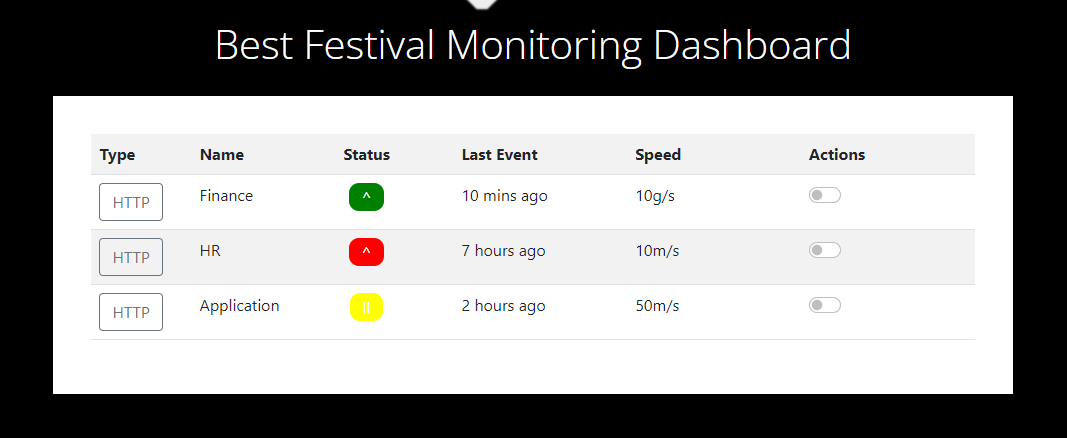 Best Festival Monitoring Dashboard
Type Name Status Last Event Speed Actions
HTTP Finance ^ 10 mins ago 10g/s
HTTP HR ^ 7 hours ago 10m/s
HTTP Application || 2 hours ago 50m/s